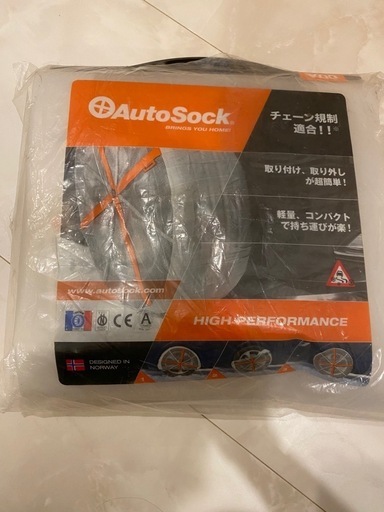 AutoSock
BRINGS YOU HOME!
チェーン規制
適合!!※
取り付け、取り外し
が超簡単!
軽量、コンパクト
で持ち運びが楽!
www.autosock.com
CE A
HIGH PERFORMANCE
DESIGNED IN
NORWAY